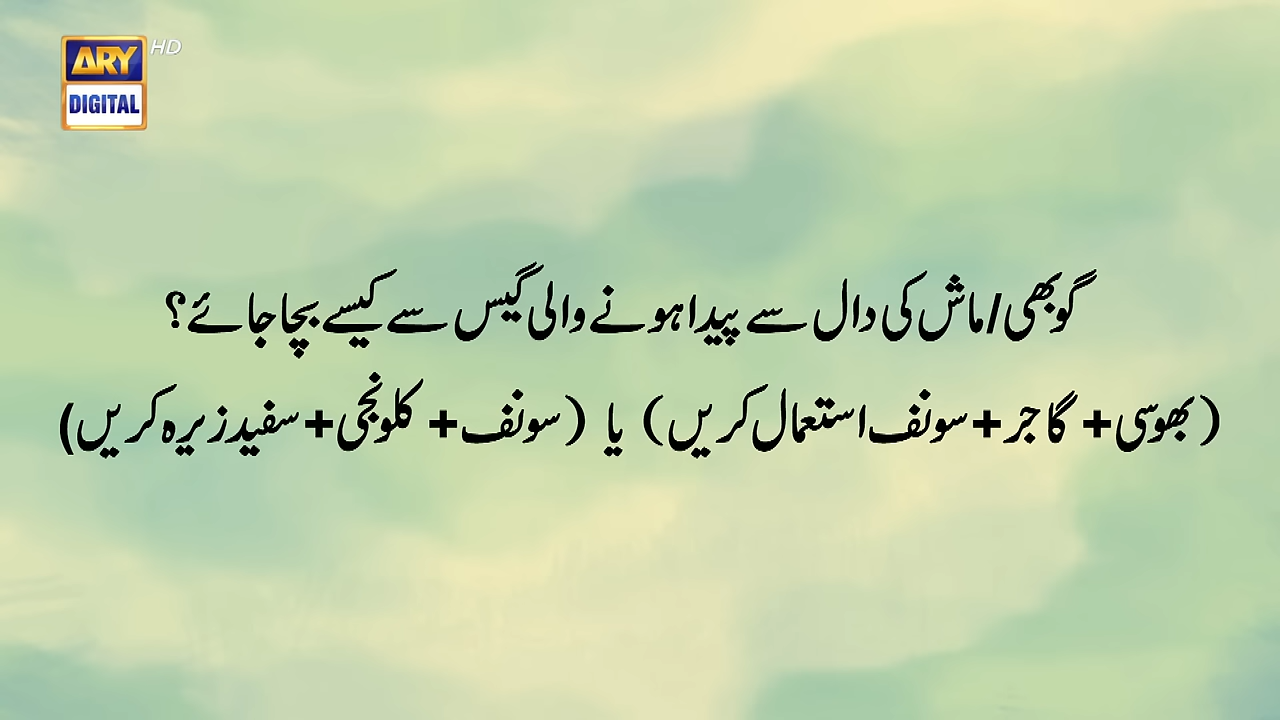 ARY HD
DIGITAL
گوبھی/ماش کی دال سے پیدا ہونے والی گیس سے کیسے بچا جائے؟
(بھوسی+ گاجر+سونف استعمال کریں) یا (سونف+ کلونجی+سفید زیرہ کریں)